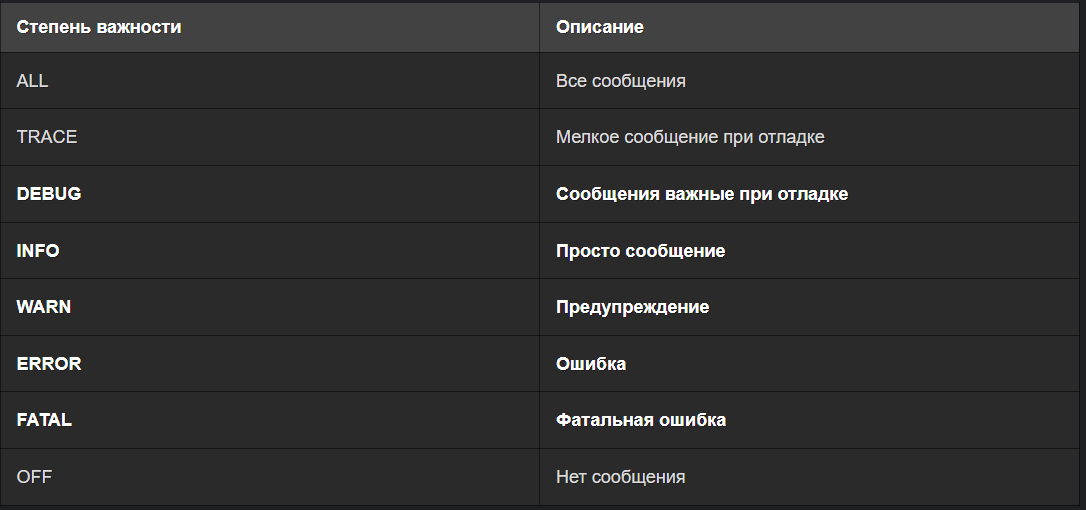 Степень важности Описание
ALL Все сообщения
TRACE Мелкое сообщение при отладке
DEBUG Сообщения важные при отладке
INFO Просто сообщение
WARN Предупреждение
ERROR Ошибка
FATAL Фатальная ошибка
OFF Нет сообщения